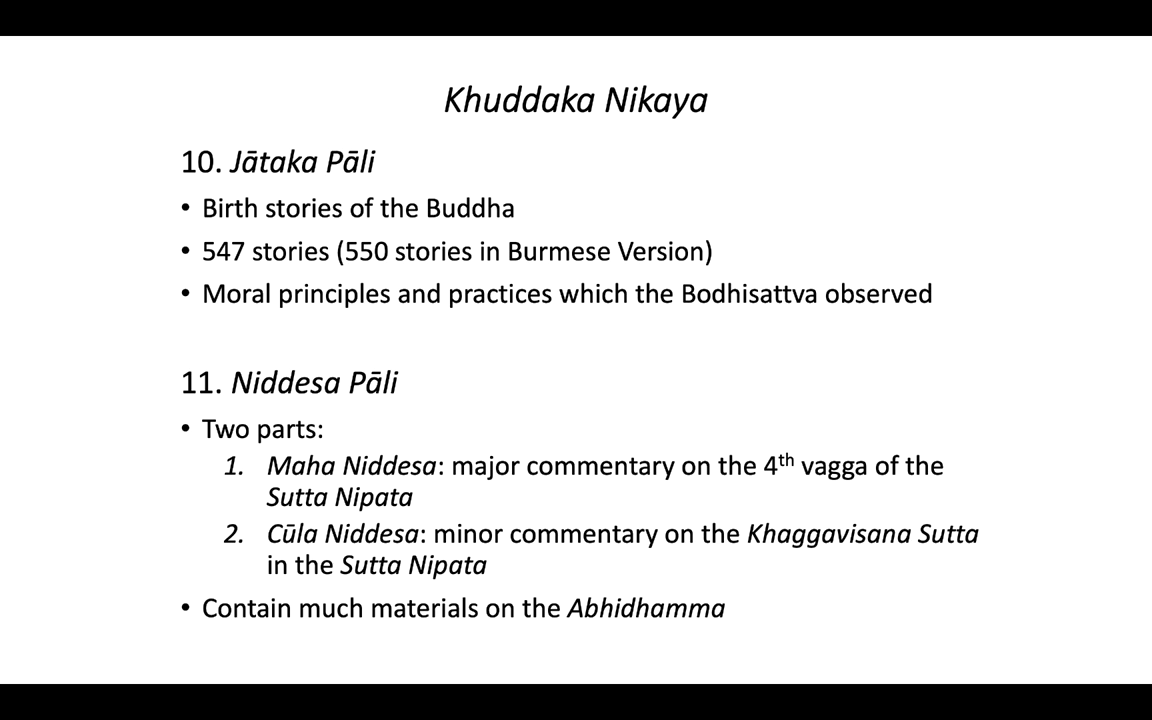 Khuddaka Nikaya
10. Jātaka Pāli
• Birth stories of the Buddha
• 547 stories (550 stories in Burmese Version)
• Moral principles and practices which the Bodhisattva observed
11. Niddesa Pāli
• Two parts:
1. Maha Niddesa: major commentary on the 4th vagga of the
Sutta Nipata
2. Cūla Niddesa: minor commentary on the Khaggavisana Sutta
in the Sutta Nipata
• Contain much materials on the Abhidhamma